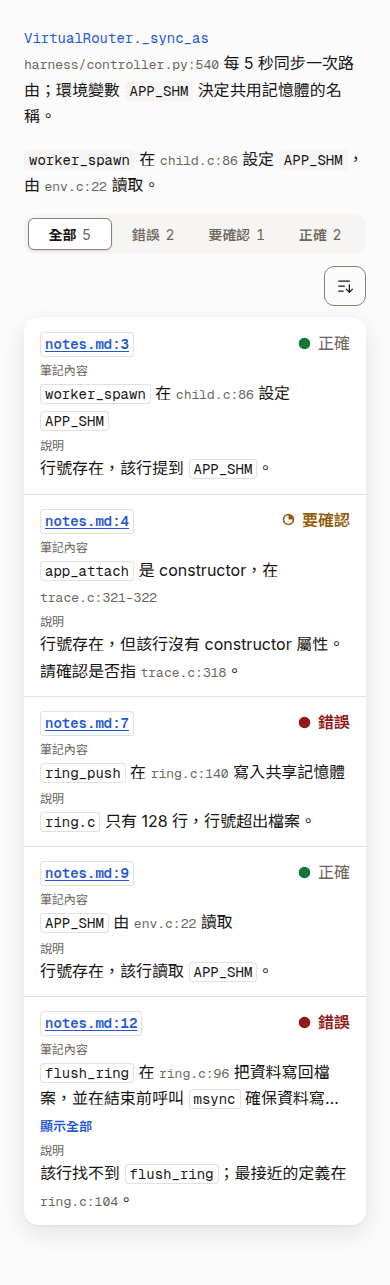 VirtualRouter._sync_as
harness/controller.py:540 每 5 秒同步一次路
由；環境變數 APP_SHM 決定共用記憶體的名
稱。
worker_spawn 在 child.c:86 設定 APP_SHM，
由 env.c:22 讀取。
全部 5 錯誤 2 要確認 1 正確 2
notes.md:3 正確
筆記內容
worker_spawn 在 child.c:86 設定
APP_SHM
說明
行號存在，該行提到 APP_SHM。
notes.md:4 要確認
筆記內容
app_attach 是 constructor，在
trace.c:321-322
說明
行號存在，但該行沒有 constructor 屬性。
請確認是否指 trace.c:318。
notes.md:7 錯誤
筆記內容
ring_push 在 ring.c:140 寫入共享記憶體
說明
ring.c 只有 128 行，行號超出檔案。
notes.md:9 正確
筆記內容
APP_SHM 由 env.c:22 讀取
說明
行號存在，該行讀取 APP_SHM。
notes.md:12 錯誤
筆記內容
flush_ring 在 ring.c:96 把資料寫回檔
案，並在結束前呼叫 msync 確保資料寫...
顯示全部
說明
該行找不到 flush_ring；最接近的定義在
ring.c:104。